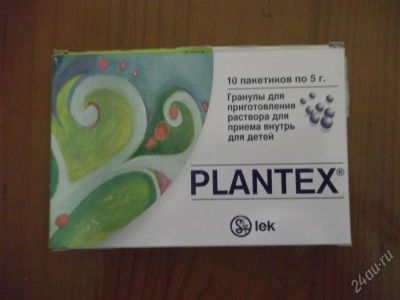 10 пакетиков по 5 г.
Гранулы для
приготовления
раствора для
приема внутрь
для детей
PLANTEX®
lek
24au.ru